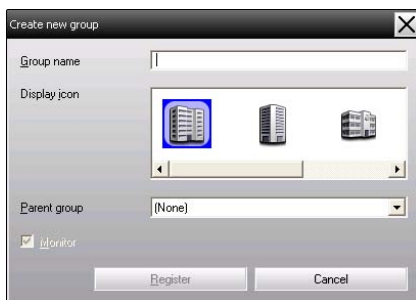 Create new group
Group name
Display icon
Parent group
(None)
Monitor
Register
Cancel